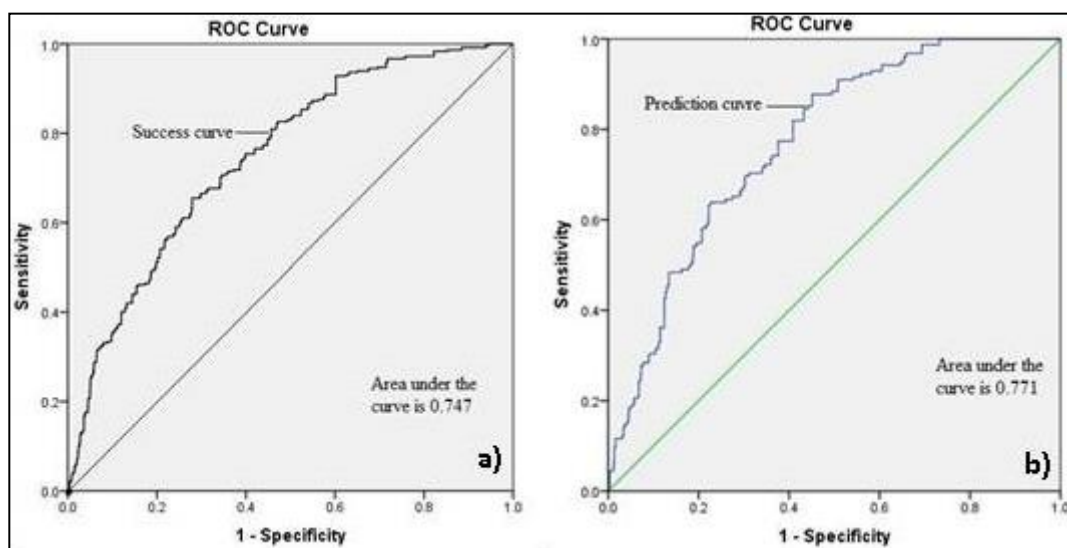 ROC Curve
1.0
0.8
0.6
0.4
0.2
0.0
Sensitivity
Success curve
Area under the
curve is 0.747
a)
0.0 0.2 0.4 0.6 0.8 1.0
1 - Specificity
ROC Curve
1.0
0.8
0.6
0.4
0.2
0.0
Sensitivity
Prediction cuvre
Area under the
curve is 0.771
b)
0.0 0.2 0.4 0.6 0.8 1.0
1 - Specificity